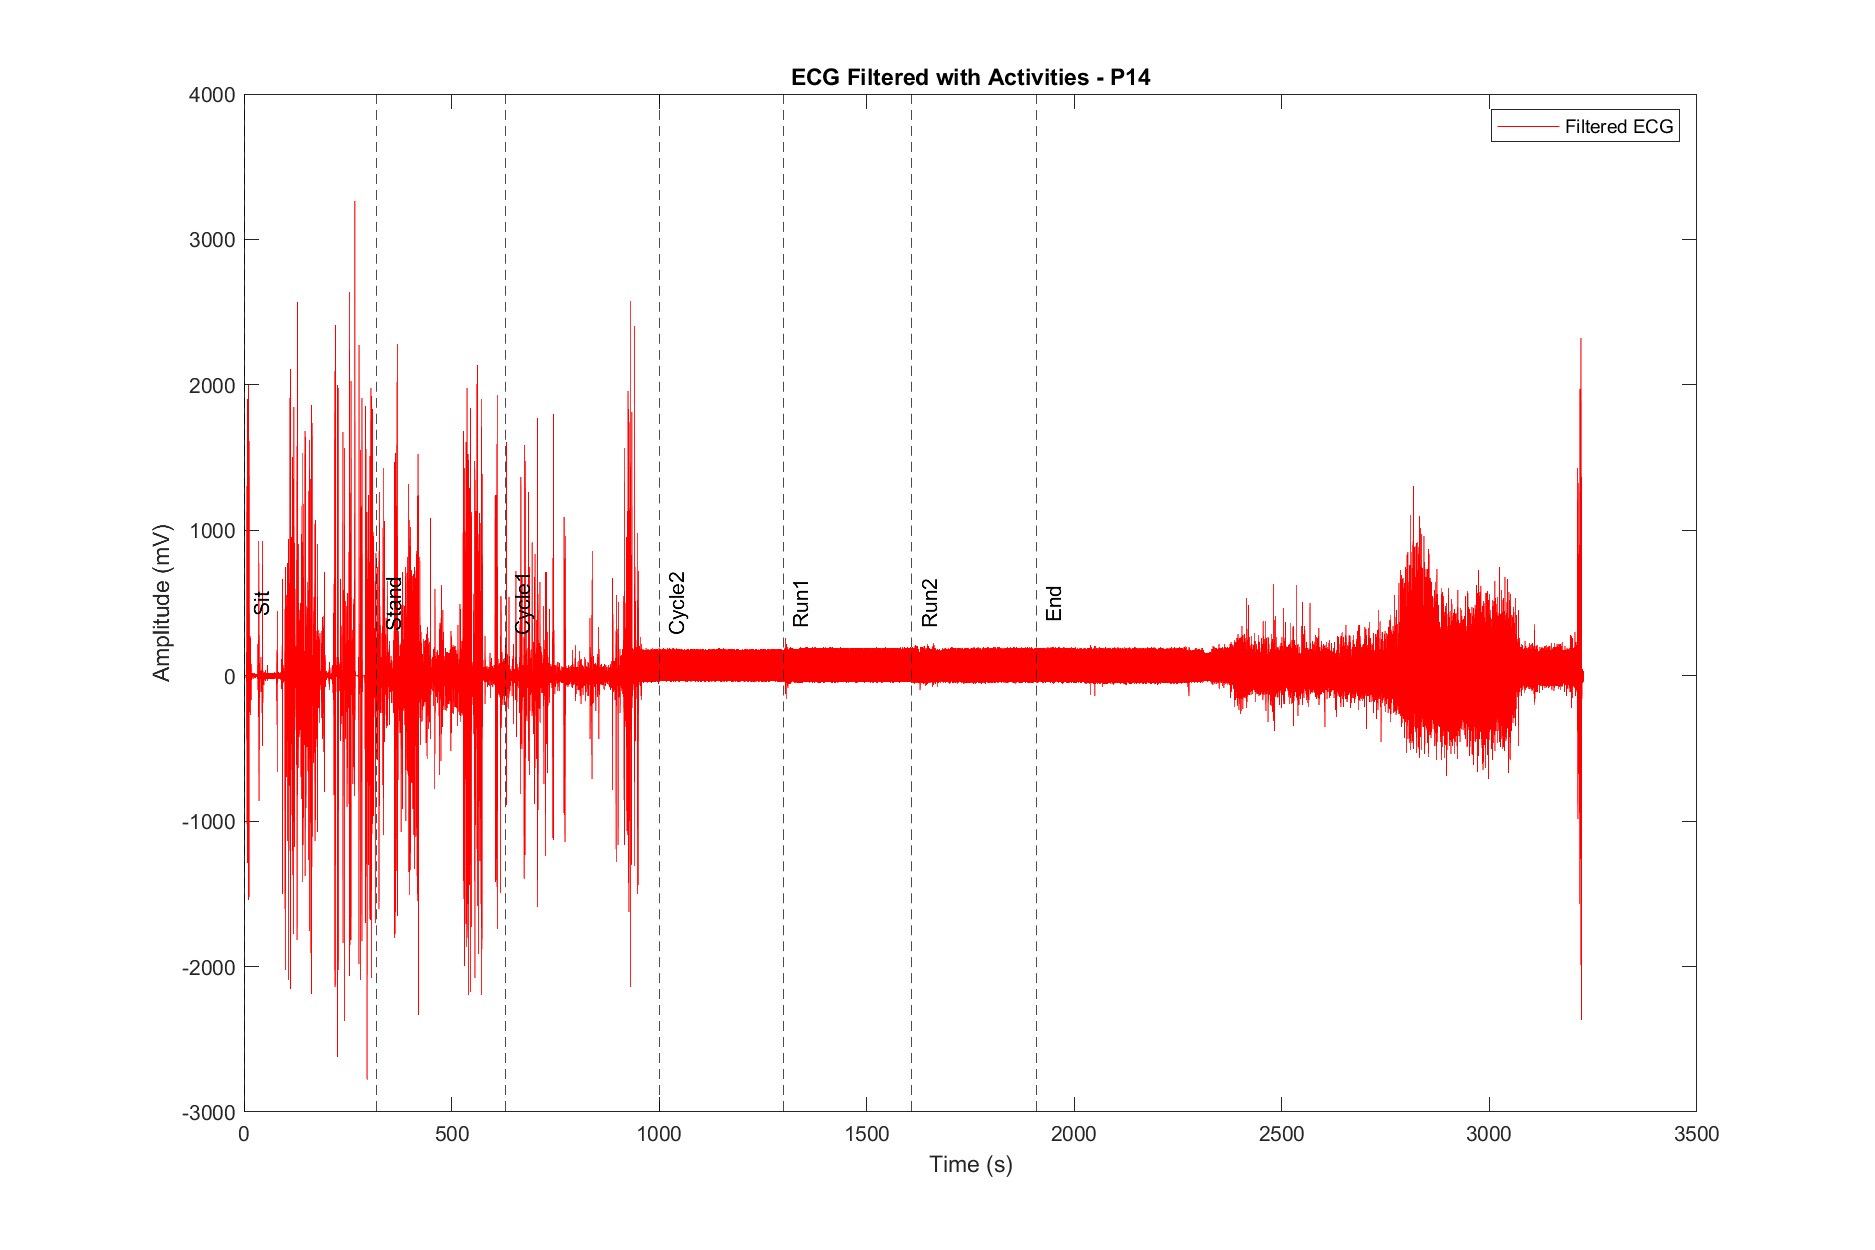 ECG Filtered with Activities - P14
Filtered ECG
4000
3000
2000
1000
0
-1000
-2000
-3000
Amplitude (mV)
Sit
Stand
Cycle1
Cycle2
Run1
Run2
End
0 500 1000 1500 2000 2500 3000 3500
Time (s)